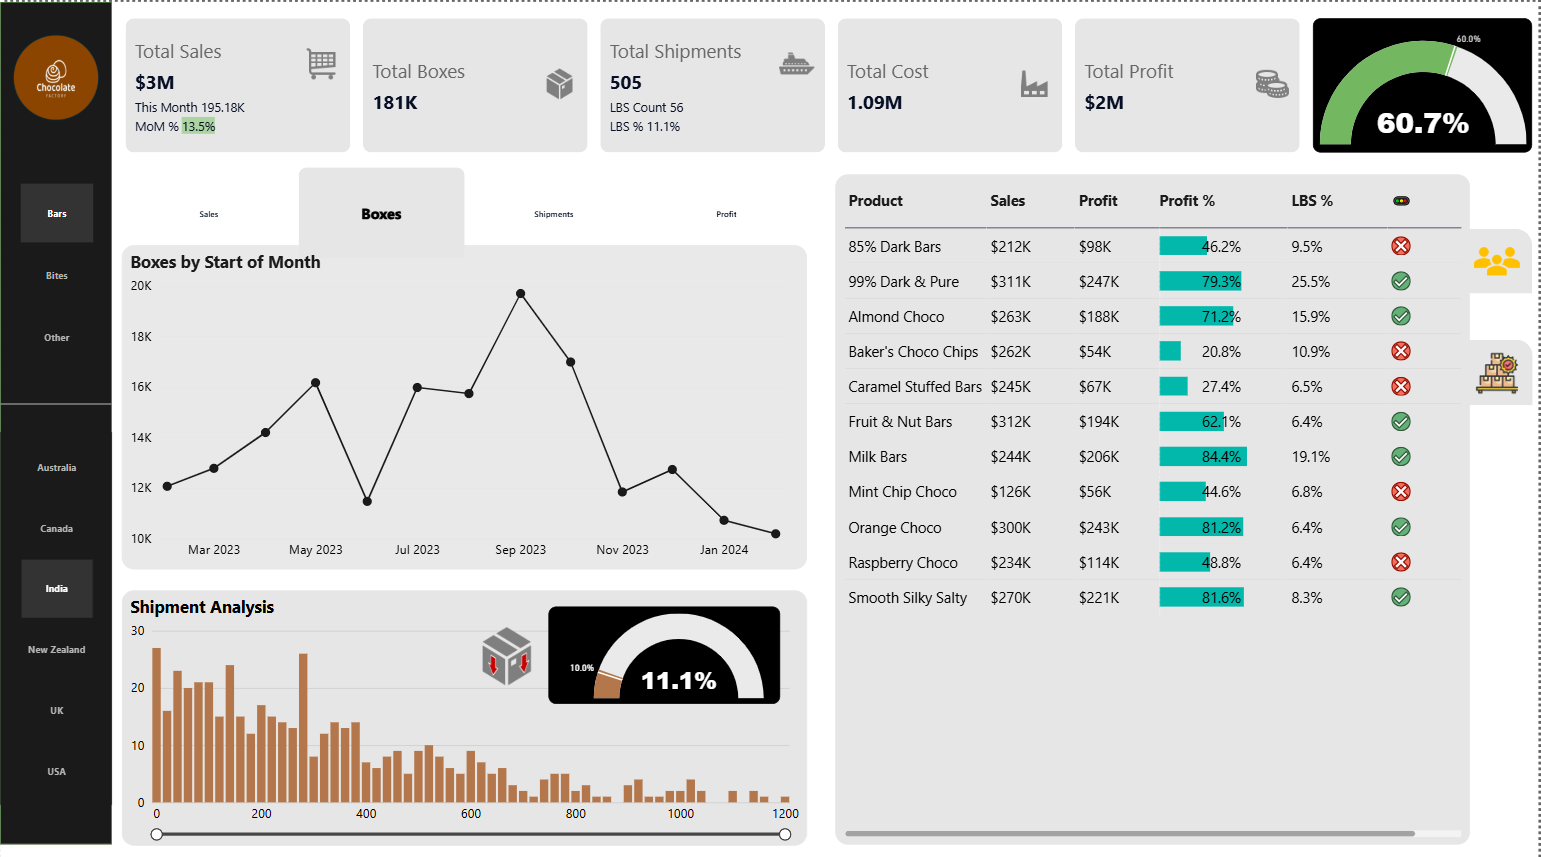 Chocolate
FACTORY
Bars
Bites
Other
Australia
Canada
India
New Zealand
UK
USA
Total Sales
$3M
This Month 195.18K
MoM % 13.5%
Total Boxes
181K
Total Shipments
505
LBS Count 56
LBS % 11.1%
Total Cost
1.09M
Total Profit
$2M
60.0%
60.7%
Sales
Boxes
Shipments
Profit
Boxes by Start of Month
20K
18K
16K
14K
12K
10K
Mar 2023 May 2023 Jul 2023 Sep 2023 Nov 2023 Jan 2024
Shipment Analysis
30
20
10
0
0 200 400 600 800 1000 1200
10.0%
11.1%
Product Sales Profit Profit % LBS %
85% Dark Bars $212K $98K 46.2% 9.5%
99% Dark & Pure $311K $247K 79.3% 25.5%
Almond Choco $263K $188K 71.2% 15.9%
Baker's Choco Chips $262K $54K 20.8% 10.9%
Caramel Stuffed Bars $245K $67K 27.4% 6.5%
Fruit & Nut Bars $312K $194K 62.1% 6.4%
Milk Bars $244K $206K 84.4% 19.1%
Mint Chip Choco $126K $56K 44.6% 6.8%
Orange Choco $300K $243K 81.2% 6.4%
Raspberry Choco $234K $114K 48.8% 6.4%
Smooth Silky Salty $270K $221K 81.6% 8.3%